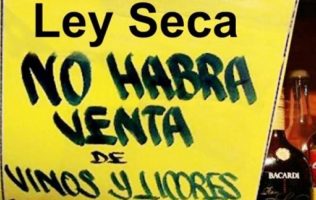 Ley Seca
NO HABRA
VENTA
DE
VINOS Y LICORES
BACARDI